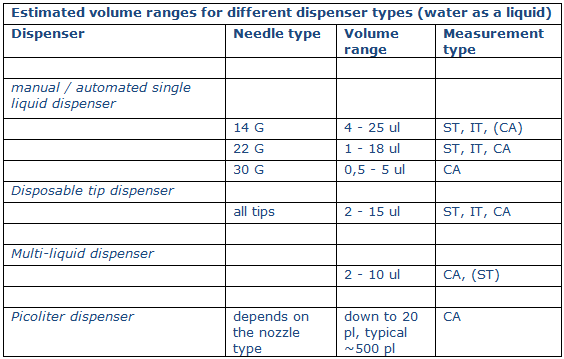 Estimated volume ranges for different dispenser types (water as a liquid)
Dispenser Needle type Volume range Measurement type
manual / automated single liquid dispenser
14 G 4 - 25 ul ST, IT, (CA)
22 G 1 - 18 ul ST, IT, CA
30 G 0,5 - 5 ul CA
Disposable tip dispenser
all tips 2 - 15 ul ST, IT, CA
Multi-liquid dispenser
2 - 10 ul CA, (ST)
Picoliter dispenser depends on the nozzle type down to 20 pl, typical ~500 pl CA